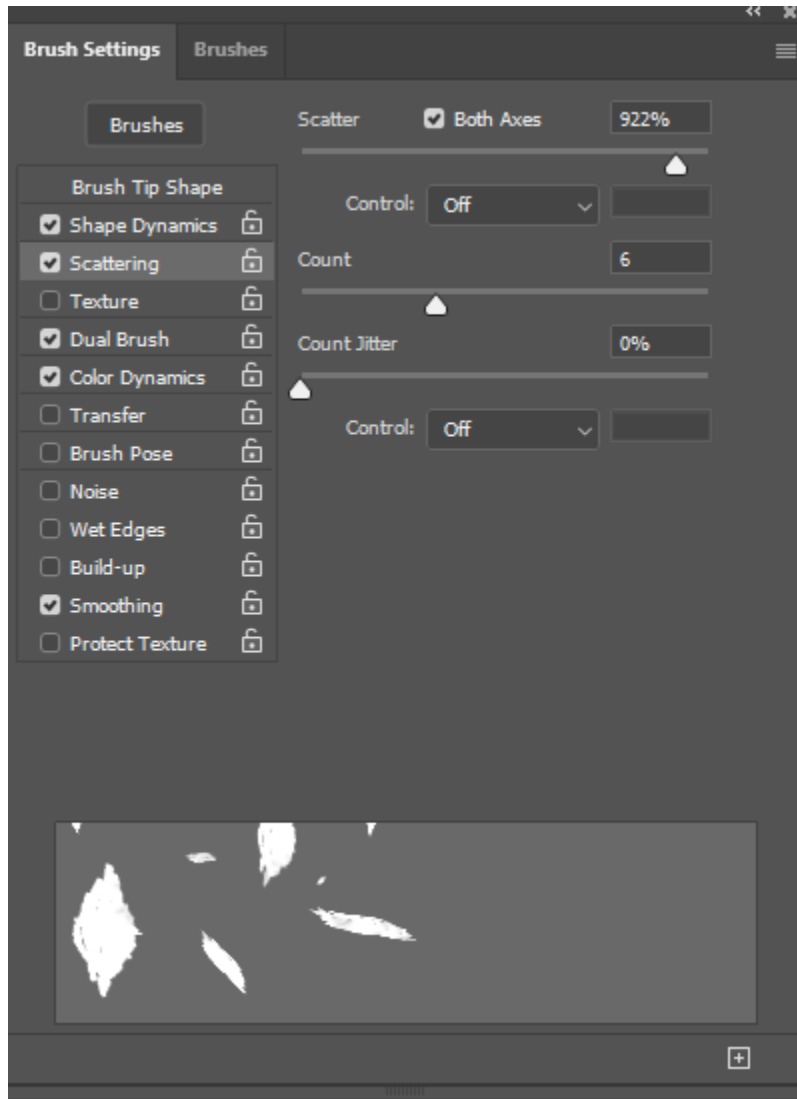 Brush Settings Brushes
Brushes
Scatter Both Axes 922%
Control: Off
Count 6
Count Jitter 0%
Control: Off
Brush Tip Shape
Shape Dynamics
Scattering
Texture
Dual Brush
Color Dynamics
Transfer
Brush Pose
Noise
Wet Edges
Build-up
Smoothing
Protect Texture